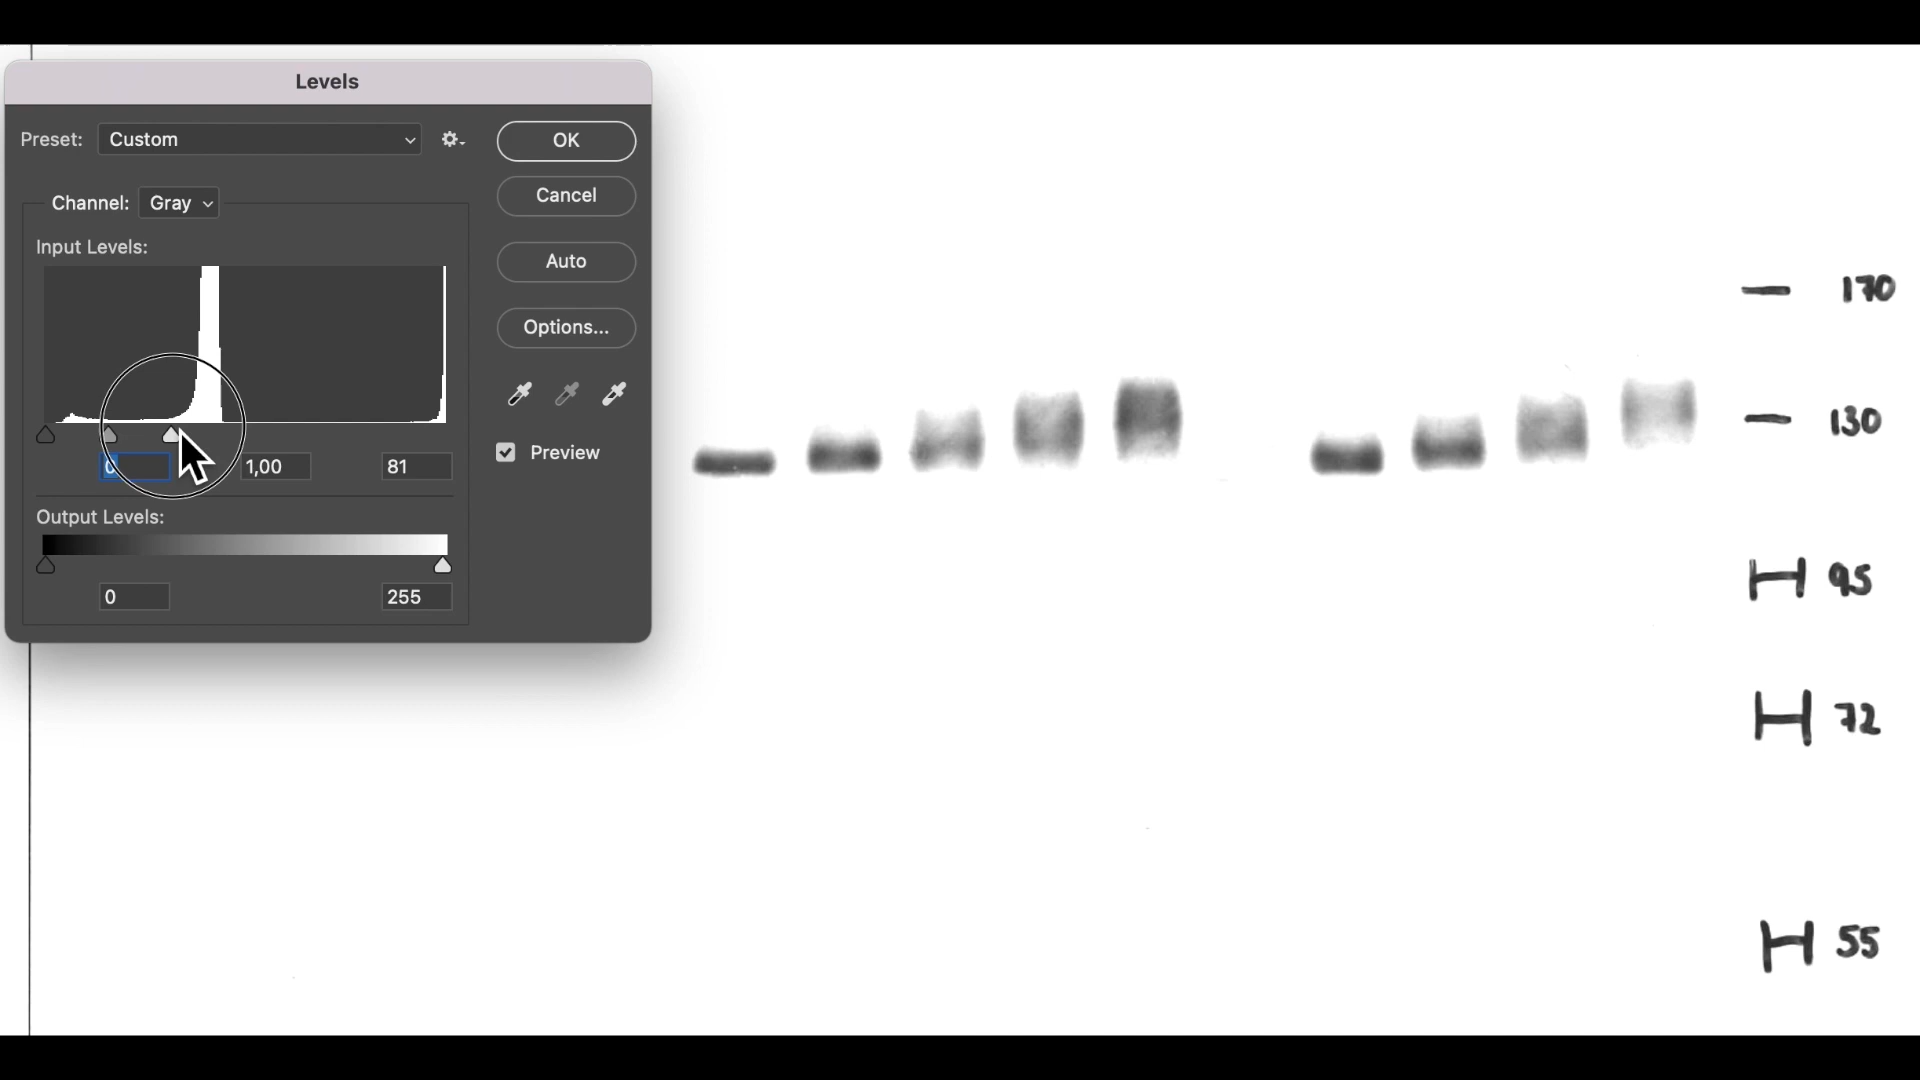 Levels
Preset: Custom
OK
Cancel
Channel: Gray
Input Levels:
Auto
Options...
Preview
0 1,00 81
Output Levels:
0 255
170
130
95
72
55